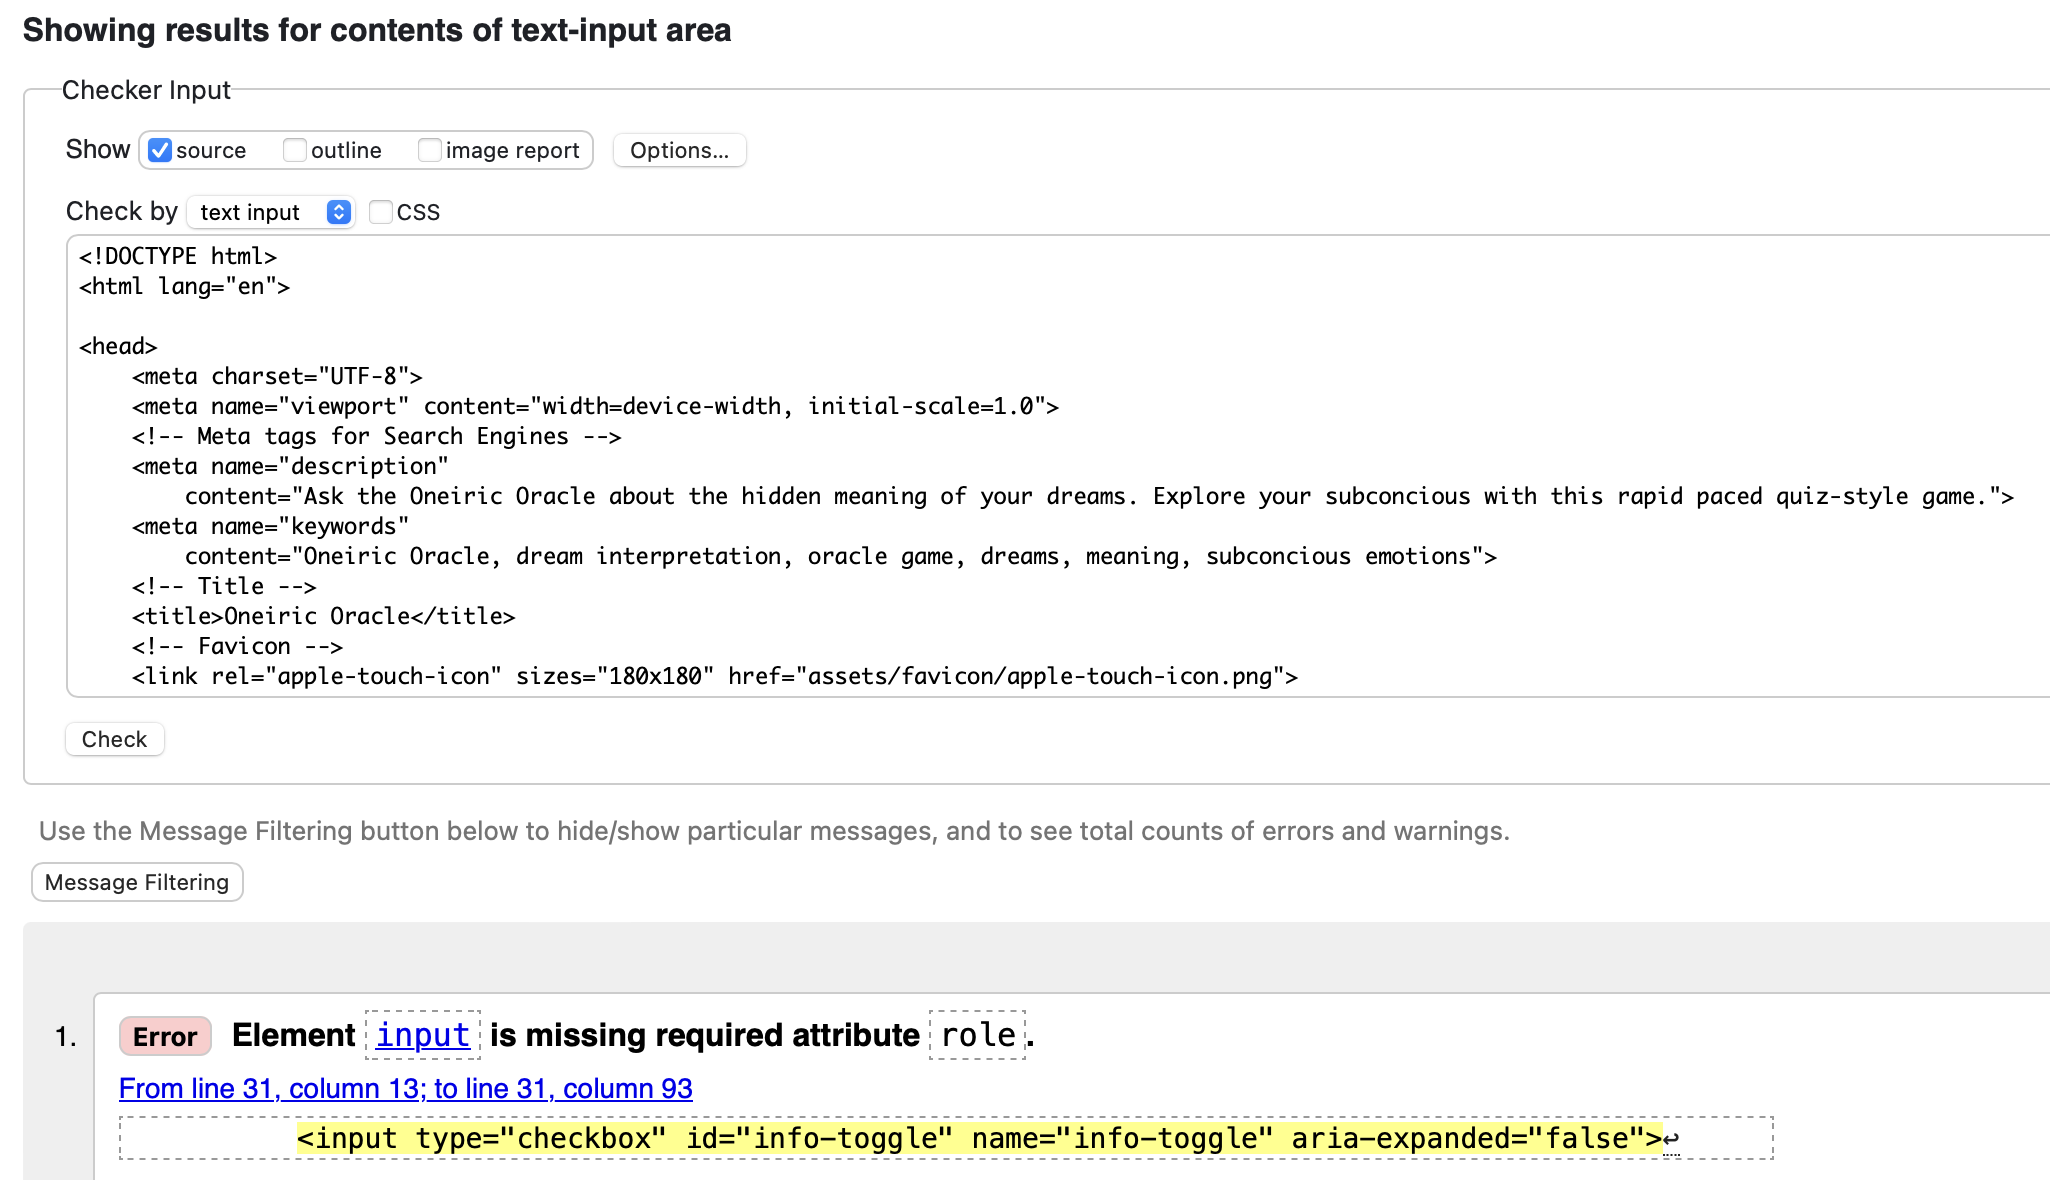 Showing results for contents of text-input area
Checker Input
Show source outline image report Options...
Check by text input CSS
<!DOCTYPE html>
<html lang="en">
<head>
<meta charset="UTF-8">
<meta name="viewport" content="width=device-width, initial-scale=1.0">
<!-- Meta tags for Search Engines -->
<meta name="description"
content="Ask the Oneiric Oracle about the hidden meaning of your dreams. Explore your subconcious with this rapid paced quiz-style game.">
<meta name="keywords"
content="Oneiric Oracle, dream interpretation, oracle game, dreams, meaning, subconcious emotions">
<!-- Title -->
<title>Oneiric Oracle</title>
<!-- Favicon -->
<link rel="apple-touch-icon" sizes="180x180" href="assets/favicon/apple-touch-icon.png">
Check
Use the Message Filtering button below to hide/show particular messages, and to see total counts of errors and warnings.
Message Filtering
1. Error Element input is missing required attribute role.
From line 31, column 13; to line 31, column 93
<input type="checkbox" id="info-toggle" name="info-toggle" aria-expanded="false">↩